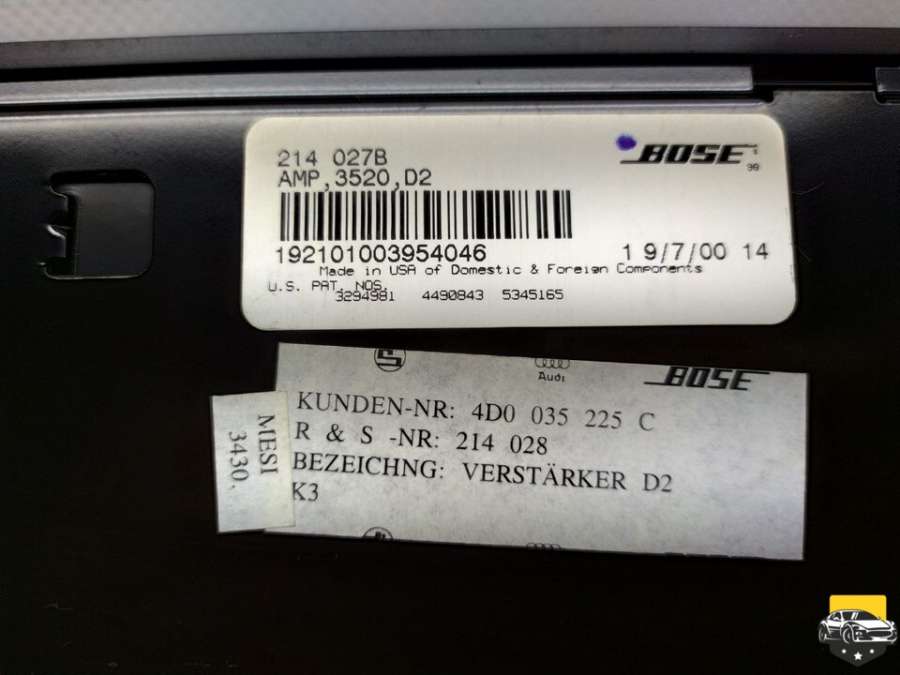 214 027B
BOSE
AMP,3520,D2
192101003954046
1 9/7/00 14
Made in USA of Domestic & Foreign Components
U.S. PAT. NOS.
3294981 4490843 5345165
Audi
BOSE
KUNDEN-NR: 4D0 035 225 C
R & S -NR: 214 028
BEZEICHNG: VERSTÄRKER D2
K3
MESI
3430.